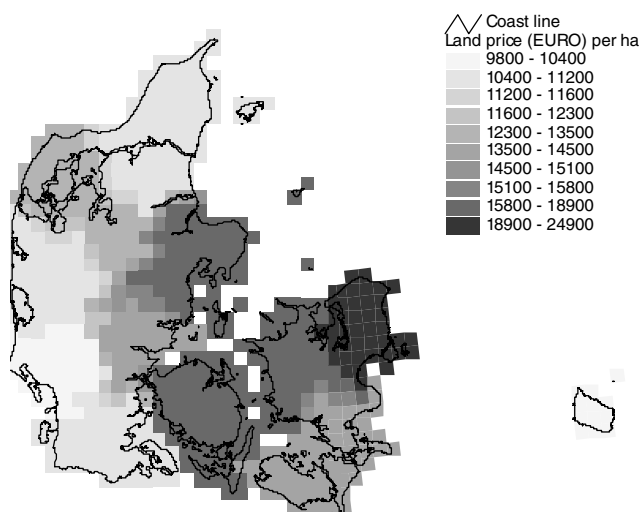 Coast line
Land price (EURO) per ha
9800 - 10400
10400 - 11200
11200 - 11600
11600 - 12300
12300 - 13500
13500 - 14500
14500 - 15100
15100 - 15800
15800 - 18900
18900 - 24900